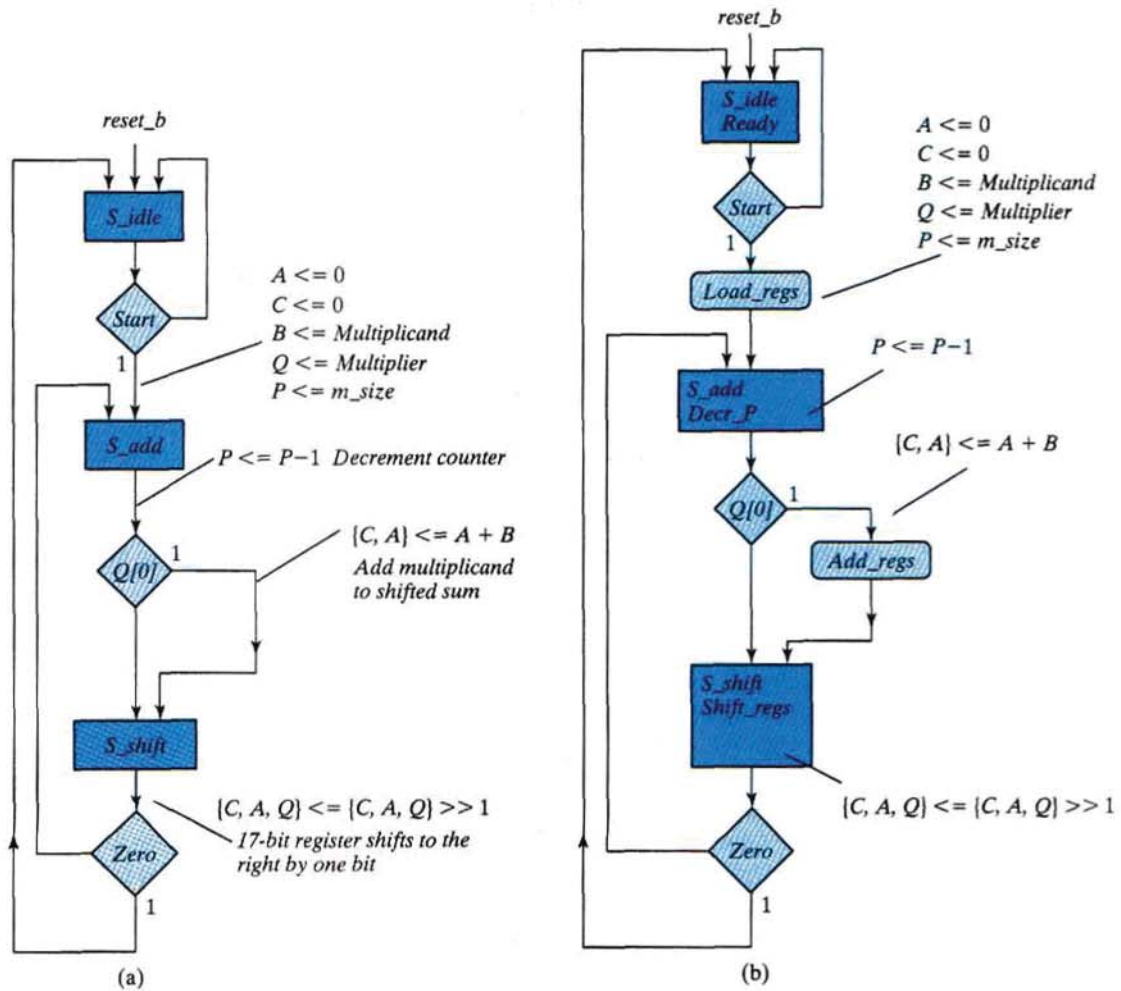 reset_b
S_idle
Start
1
A <= 0
C <= 0
B <= Multiplicand
Q <= Multiplier
P <= m_size
S_add
P <= P−1 Decrement counter
Q[0]
1
{C, A} <= A + B
Add multiplicand
to shifted sum
S_shift
{C, A, Q} <= {C, A, Q} >> 1
17-bit register shifts to the
right by one bit
Zero
1
(a)
reset_b
S_idle
Ready
Start
1
A <= 0
C <= 0
B <= Multiplicand
Q <= Multiplier
P <= m_size
Load_regs
P <= P−1
S_add
Decr_P
{C, A} <= A + B
Q[0]
1
Add_regs
S_shift
Shift_regs
{C, A, Q} <= {C, A, Q} >> 1
Zero
1
(b)